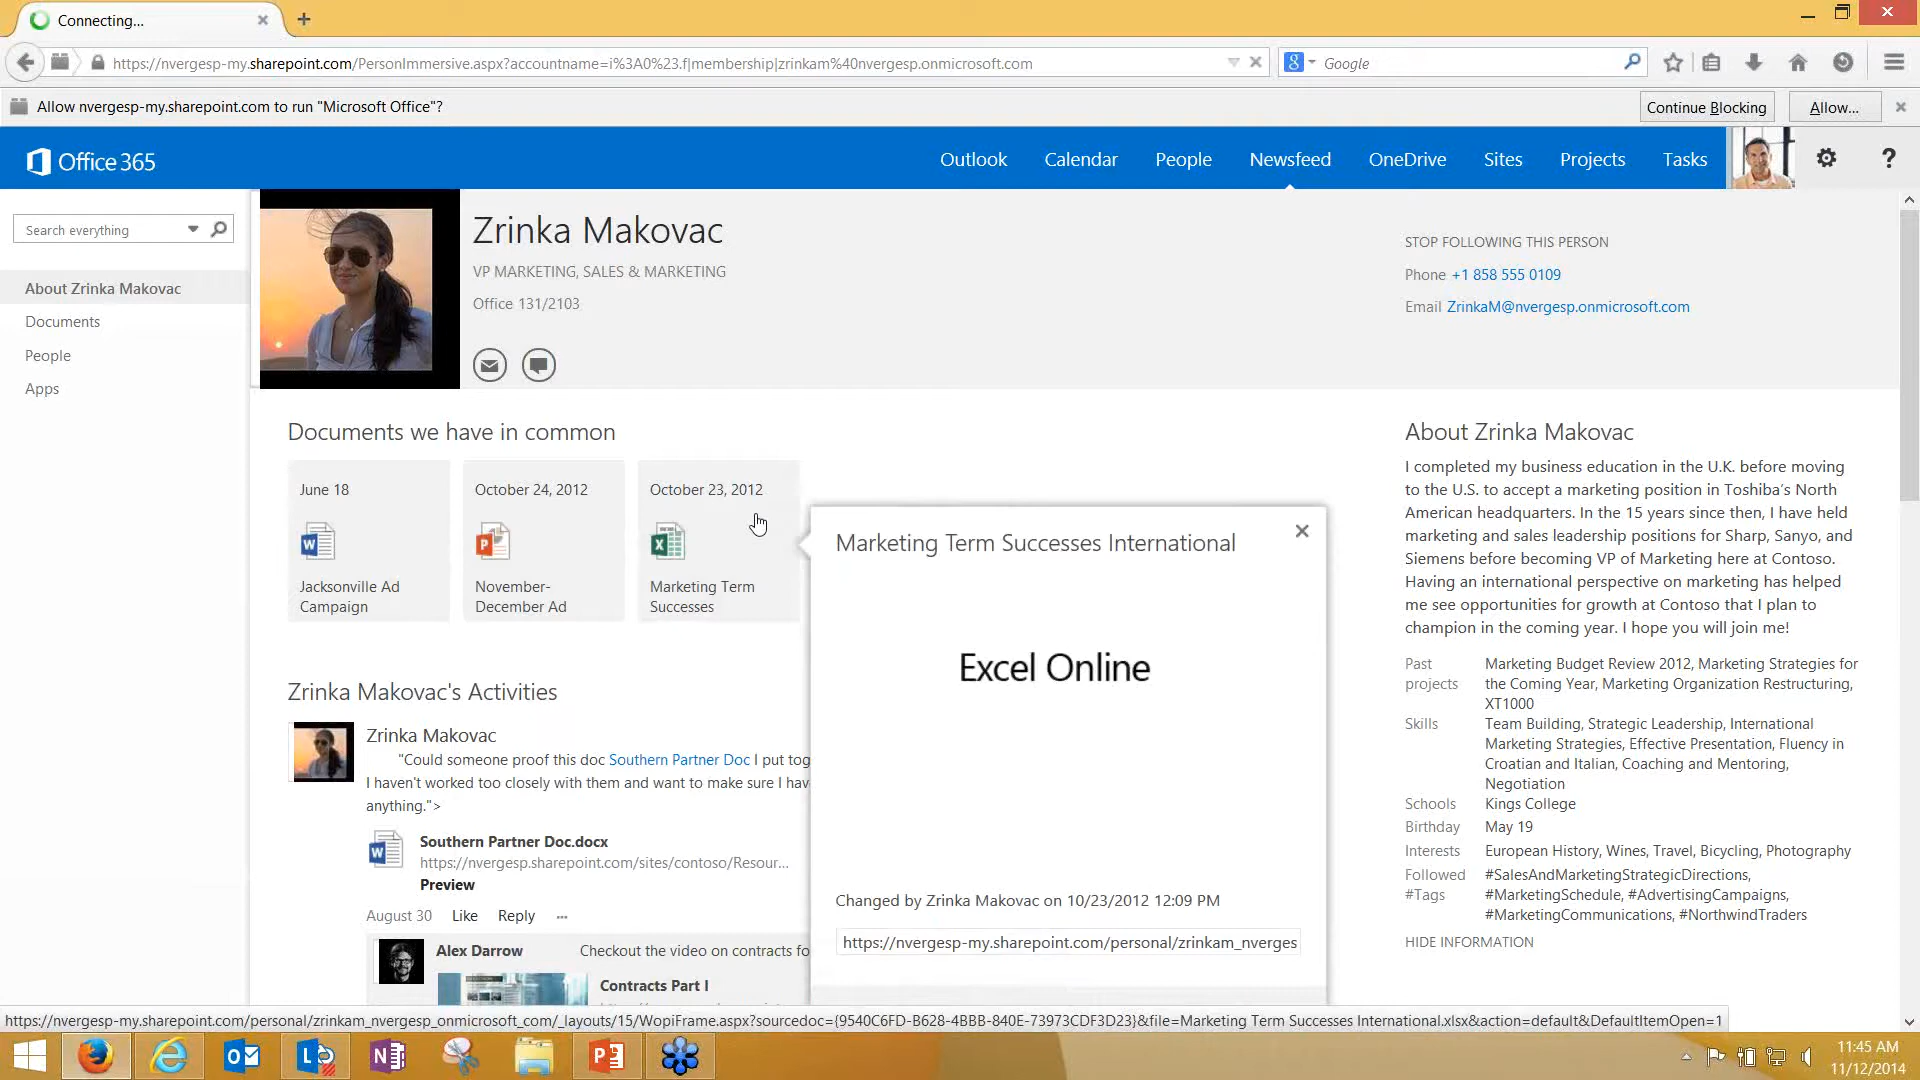 Connecting...
https://nvergesp-my.sharepoint.com/PersonImmersive.aspx?accountname=i%3A0%23.f|membership|zrinkam%40nvergesp.onmicrosoft.com
Google
Allow nvergesp-my.sharepoint.com to run "Microsoft Office"?
Continue Blocking
Allow...
Office 365
Outlook
Calendar
People
Newsfeed
OneDrive
Sites
Projects
Tasks
?
Search everything
About Zrinka Makovac
Documents
People
Apps
Zrinka Makovac
VP MARKETING, SALES & MARKETING
Office 131/2103
STOP FOLLOWING THIS PERSON
Phone +1 858 555 0109
Email ZrinkaM@nvergesp.onmicrosoft.com
Documents we have in common
June 18
Jacksonville Ad
Campaign
October 24, 2012
November-
December Ad
October 23, 2012
Marketing Term
Successes
Marketing Term Successes International
Excel Online
Changed by Zrinka Makovac on 10/23/2012 12:09 PM
https://nvergesp-my.sharepoint.com/personal/zrinkam_nverges
Zrinka Makovac's Activities
Zrinka Makovac
"Could someone proof this doc Southern Partner Doc I put tog
I haven't worked too closely with them and want to make sure I hav
anything.">
Southern Partner Doc.docx
https://nvergesp.sharepoint.com/sites/contoso/Resour...
Preview
August 30 Like Reply ...
Alex Darrow Checkout the video on contracts fo
Contracts Part I
About Zrinka Makovac
I completed my business education in the U.K. before moving
to the U.S. to accept a marketing position in Toshiba's North
American headquarters. In the 15 years since then, I have held
marketing and sales leadership positions for Sharp, Sanyo, and
Siemens before becoming VP of Marketing here at Contoso.
Having an international perspective on marketing has helped
me see opportunities for growth at Contoso that I plan to
champion in the coming year. I hope you will join me!
Past projects Marketing Budget Review 2012, Marketing Strategies for
the Coming Year, Marketing Organization Restructuring,
XT1000
Skills Team Building, Strategic Leadership, International
Marketing Strategies, Effective Presentation, Fluency in
Croatian and Italian, Coaching and Mentoring,
Negotiation
Schools Kings College
Birthday May 19
Interests European History, Wines, Travel, Bicycling, Photography
Followed #Tags #SalesAndMarketingStrategicDirections,
#MarketingSchedule, #AdvertisingCampaigns,
#MarketingCommunications, #NorthwindTraders
HIDE INFORMATION
https://nvergesp-my.sharepoint.com/personal/zrinkam_nvergesp_onmicrosoft_com/_layouts/15/WopiFrame.aspx?sourcedoc={9540C6FD-B628-4BBB-840E-73973CDF3D23}&file=Marketing Term Successes International.xlsx&action=default&DefaultItemOpen=1
11:45 AM
11/12/2014